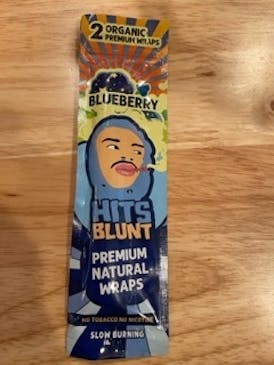 2 ORGANIC
PREMIUM WRAPS
BLUEBERRY
HITS
BLUNT
PREMIUM
NATURAL
WRAPS
NO TOBACCO NO NICOTINE
SLOW BURNING